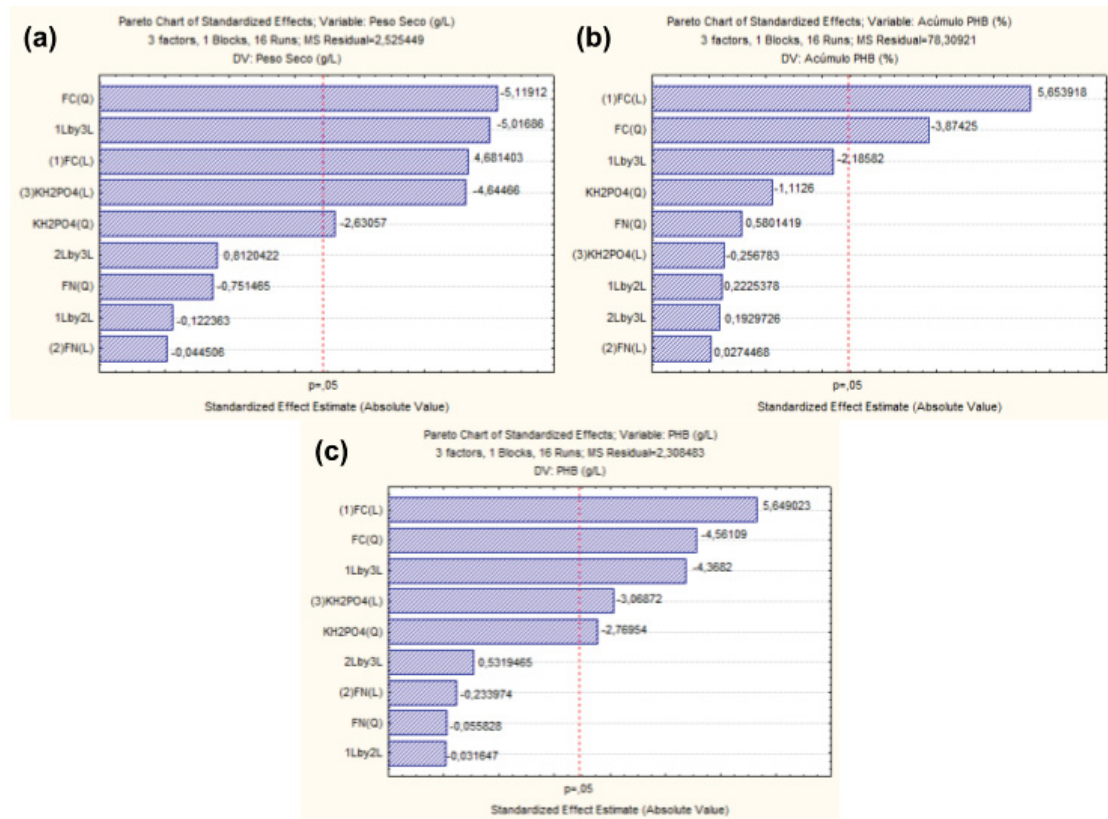 (a)
Pareto Chart of Standardized Effects; Variable: Peso Seco (g/L)
3 factors, 1 Blocks, 16 Runs; MS Residual=2,525449
DV: Peso Seco (g/L)
FC(Q) -5,11912
1Lby3L -5,01686
(1)FC(L) 4,681403
(3)KH2PO4(L) -4,64466
KH2PO4(Q) -2,63057
2Lby3L 0,8120422
FN(Q) -0,751465
1Lby2L -0,122363
(2)FN(L) -0,044506
p=,05
Standardized Effect Estimate (Absolute Value)
(b)
Pareto Chart of Standardized Effects; Variable: Acúmulo PHB (%)
3 factors, 1 Blocks, 16 Runs; MS Residual=78,30921
DV: Acúmulo PHB (%)
(1)FC(L) 5,653918
FC(Q) -3,87425
1Lby3L -2,18582
KH2PO4(Q) -1,1126
FN(Q) 0,5801419
(3)KH2PO4(L) -0,256783
1Lby2L 0,2225378
2Lby3L 0,1929726
(2)FN(L) 0,0274468
p=,05
Standardized Effect Estimate (Absolute Value)
(c)
Pareto Chart of Standardized Effects; Variable: PHB (g/L)
3 factors, 1 Blocks, 16 Runs; MS Residual=2,308483
DV: PHB (g/L)
(1)FC(L) 5,649023
FC(Q) -4,56109
1Lby3L -4,3682
(3)KH2PO4(L) -3,06872
KH2PO4(Q) -2,76954
2Lby3L 0,5319465
(2)FN(L) -0,233974
FN(Q) -0,055828
1Lby2L -0,031647
p=,05
Standardized Effect Estimate (Absolute Value)